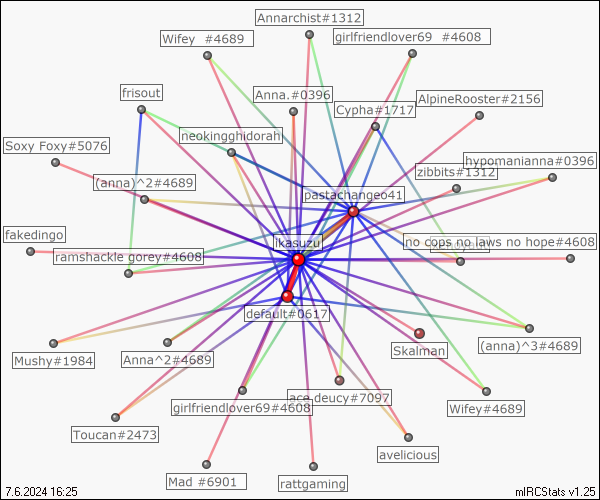 Annarchist#1312
Wifey  #4689
girlfriendlover69  #4608
frisout
Anna.#0396
AlpineRooster#2156
Cypha#1717
neokingghidorah
Soxy Foxy#5076
hypomanianna#0396
zibbits#1312
(anna)^2#4689
pastachangeo41
fakedingo
likasuzu
no cops no laws no hope#4608
ramshackle gorey#4608
default#0617
Mushy#1984
Anna^2#4689
Skalman
(anna)^3#4689
girlfriendlover69#4608
ace.deucy#7097
Wifey#4689
Toucan#2473
avelicious
Mad #6901
rattgaming
7.6.2024 16:25
mIRCStats v1.25